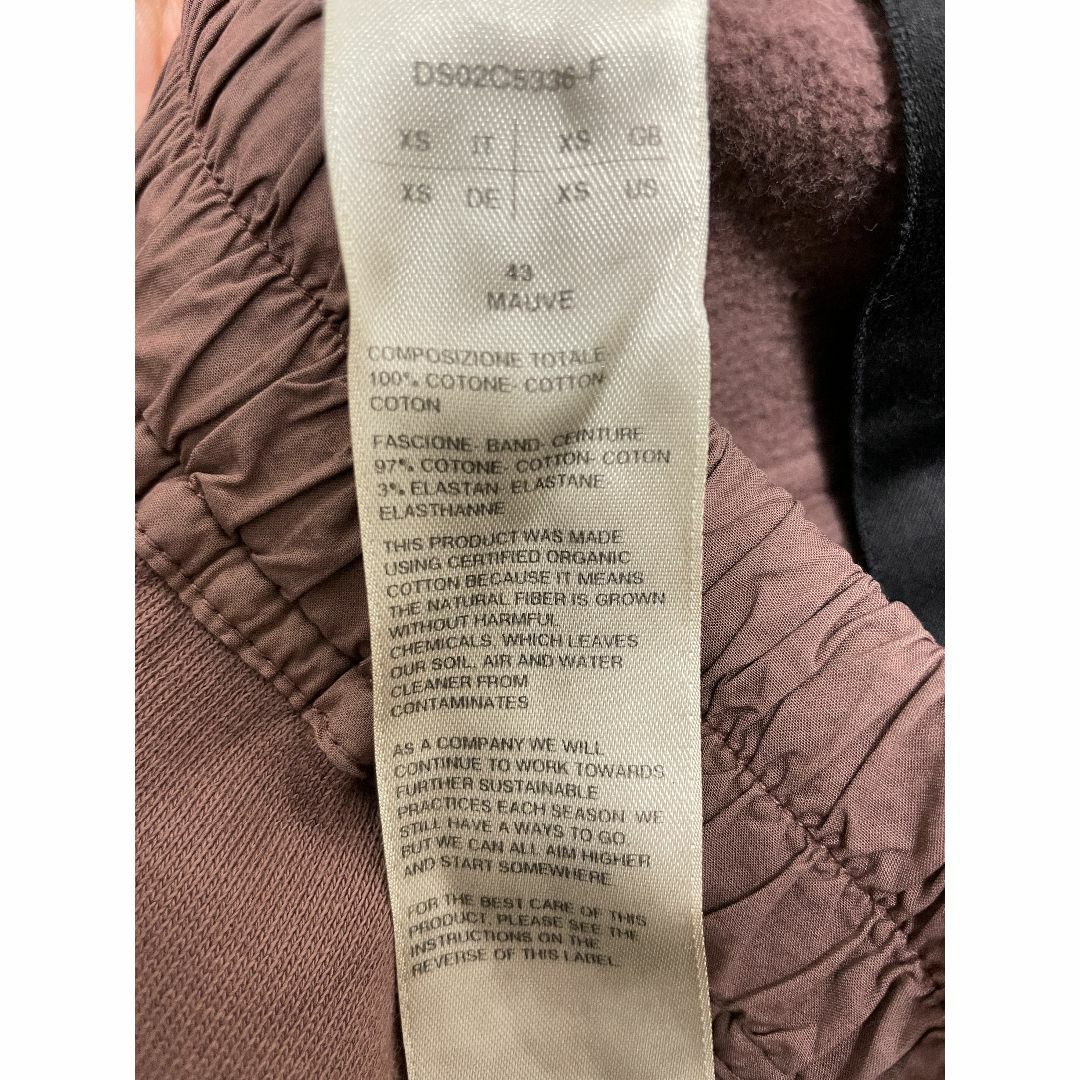 DS02C5336-F
XS IT XS GB
XS DE XS US
43
MAUVE
COMPOSIZIONE TOTALE
100% COTONE- COTTON
COTON
FASCIONE- BAND- CEINTURE
97% COTONE- COTTON- COTON
3% ELASTAN- ELASTANE
ELASTHANNE
THIS PRODUCT WAS MADE
USING CERTIFIED ORGANIC
COTTON BECAUSE IT MEANS
THE NATURAL FIBER IS GROWN
WITHOUT HARMFUL
CHEMICALS, WHICH LEAVES
OUR SOIL, AIR AND WATER
CLEANER FROM
CONTAMINATES
AS A COMPANY WE WILL
CONTINUE TO WORK TOWARDS
FURTHER SUSTAINABLE
PRACTICES EACH SEASON. WE
STILL HAVE A WAYS TO GO
BUT WE CAN ALL AIM HIGHER
AND START SOMEWHERE
FOR THE BEST CARE OF THIS
PRODUCT, PLEASE SEE THE
INSTRUCTIONS ON THE
REVERSE OF THIS LABEL.